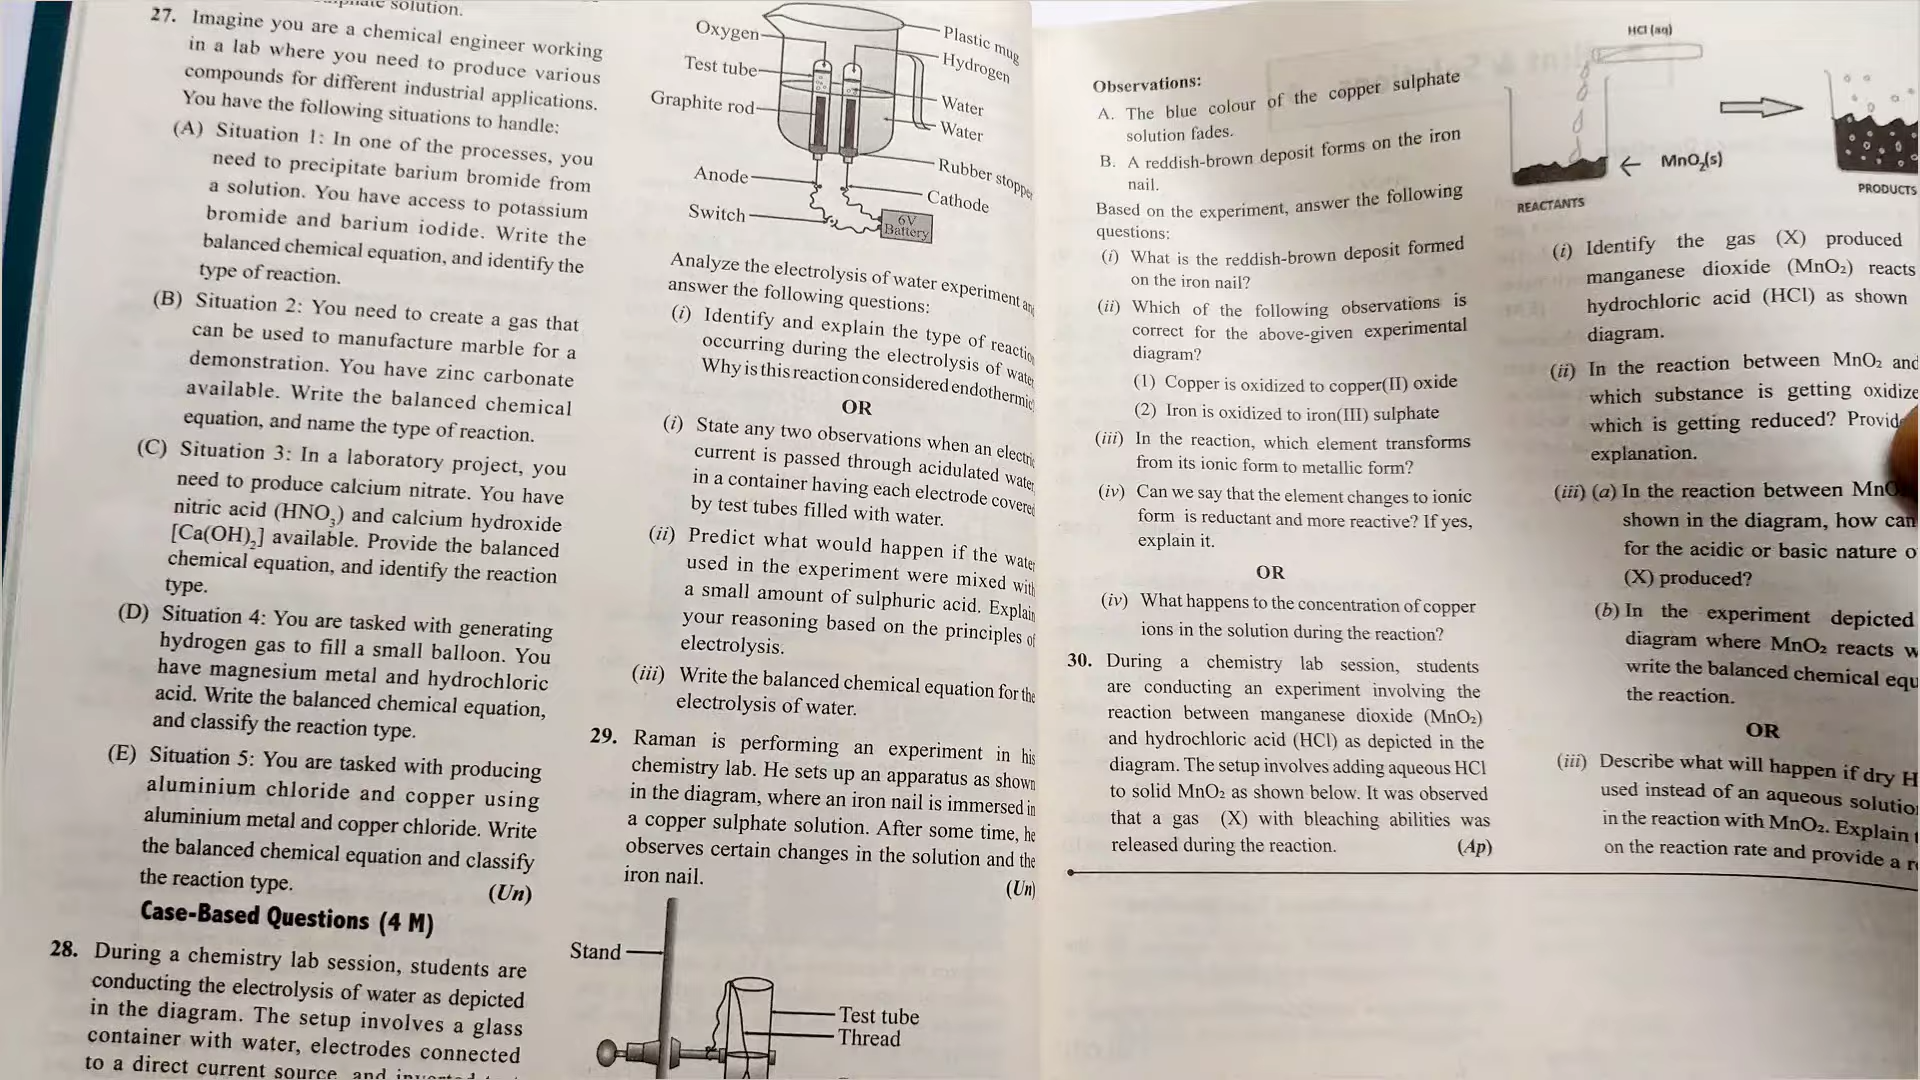 solution.
27. Imagine you are a chemical engineer working
in a lab where you need to produce various
compounds for different industrial applications.
You have the following situations to handle:
(A) Situation 1: In one of the processes, you
need to precipitate barium bromide from
a solution. You have access to potassium
bromide and barium iodide. Write the
balanced chemical equation, and identify the
type of reaction.
(B) Situation 2: You need to create a gas that
can be used to manufacture marble for a
demonstration. You have zinc carbonate
available. Write the balanced chemical
equation, and name the type of reaction.
(C) Situation 3: In a laboratory project, you
need to produce calcium nitrate. You have
nitric acid (HNO₃) and calcium hydroxide
[Ca(OH)₂] available. Provide the balanced
chemical equation, and identify the reaction
type.
(D) Situation 4: You are tasked with generating
hydrogen gas to fill a small balloon. You
have magnesium metal and hydrochloric
acid. Write the balanced chemical equation,
and classify the reaction type.
(E) Situation 5: You are tasked with producing
aluminium chloride and copper using
aluminium metal and copper chloride. Write
the balanced chemical equation and classify
the reaction type. (Un)
Case-Based Questions (4 M)
28. During a chemistry lab session, students are
conducting the electrolysis of water as depicted
in the diagram. The setup involves a glass
container with water, electrodes connected
to a direct current source, and
Oxygen
Test tube
Graphite rod
Anode
Switch
Plastic mug
Hydrogen
Water
Water
Rubber stopper
Cathode
6V
Battery
Analyze the electrolysis of water experiment
answer the following questions:
(i) Identify and explain the type of
occurring during the electrolysis of
Why is this reaction considered
OR
(i) State any two observations when an
current is passed through acidulated
in a container having each electrode
by test tubes filled with water.
(ii) Predict what would happen if the
used in the experiment were mixed
a small amount of sulphuric acid. Explain
your reasoning based on the principles of
electrolysis.
(iii) Write the balanced chemical equation for the
electrolysis of water.
29. Raman is performing an experiment in his
chemistry lab. He sets up an apparatus as shown
in the diagram, where an iron nail is immersed in
a copper sulphate solution. After some time, he
observes certain changes in the solution and the
iron nail. (Un)
Stand
Test tube
Thread
Observations:
A. The blue colour of the copper sulphate
solution fades.
B. A reddish-brown deposit forms on the iron
nail.
Based on the experiment, answer the following
questions:
(i) What is the reddish-brown deposit formed
on the iron nail?
(ii) Which of the following observations is
correct for the above-given experimental
diagram?
(1) Copper is oxidized to copper(II) oxide
(2) Iron is oxidized to iron(III) sulphate
(iii) In the reaction, which element transforms
from its ionic form to metallic form?
(iv) Can we say that the element changes to ionic
form is reductant and more reactive? If yes,
explain it.
OR
(iv) What happens to the concentration of copper
ions in the solution during the reaction?
30. During a chemistry lab session, students
are conducting an experiment involving the
reaction between manganese dioxide (MnO₂)
and hydrochloric acid (HCl) as depicted in the
diagram. The setup involves adding aqueous HCl
to solid MnO₂ as shown below. It was observed
that a gas (X) with bleaching abilities was
released during the reaction. (Ap)
HCl (aq)
MnO₂(s)
REACTANTS
PRODUCTS
(i) Identify the gas (X) produced
manganese dioxide (MnO₂) reacts
hydrochloric acid (HCl) as shown
diagram.
(ii) In the reaction between MnO₂ and
which substance is getting
which is getting reduced?
explanation.
(iii) (a) In the reaction between
shown in the diagram, how can
for the acidic or basic nature
(X) produced?
(b) In the experiment depicted
diagram where MnO₂ reacts
write the balanced chemical
the reaction.
OR
(iii) Describe what will happen if dry
used instead of an aqueous
in the reaction with MnO₂. Explain
on the reaction rate and provide a